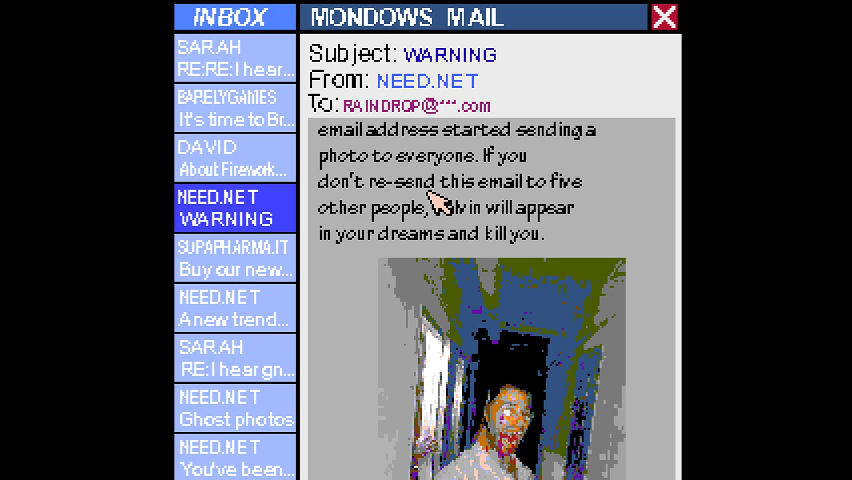 INBOX
MONDOWS MAIL
SARAH
RE:RE: I hear...
BARELYGAMES
It's time to Br...
DAVID
About Firework...
NEED.NET
WARNING
SUPAPHARMA.IT
Buy our new...
NEED.NET
A new trend...
SARAH
RE: I hear gn...
NEED.NET
Ghost photos
NEED.NET
You've been...
Subject: WARNING
From: NEED.NET
To: RAINDROP@***.com
email address started sending a
photo to everyone. If you
don't re-send this email to five
other people, will appear
in your dreams and kill you.